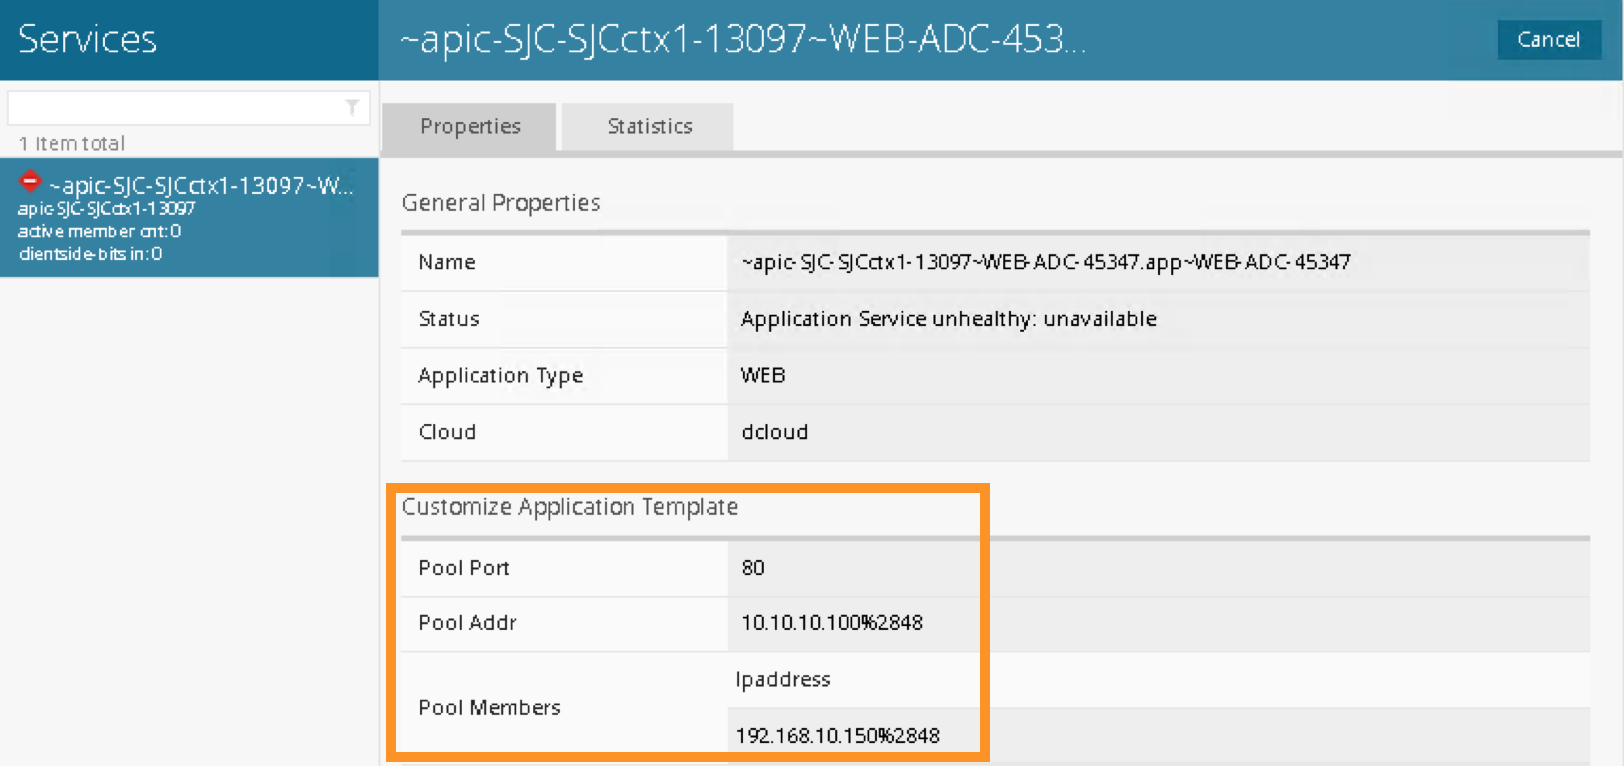 Services
~apic-SJC-SJCctx1-13097~WEB-ADC-453...
Cancel
1 Item total
~apic-SJC-SJCctx1-13097~W...
apic-SJC-SJCctx1-13097
active member cnt:0
clientside-bits in:0
Properties
Statistics
General Properties
Name ~apic-SJC-SJCctx1-13097~WEB-ADC-45347.app~WEB-ADC-45347
Status Application Service unhealthy: unavailable
Application Type WEB
Cloud dcloud
Customize Application Template
Pool Port 80
Pool Addr 10.10.10.100%2848
Pool Members
Ipaddress
192.168.10.150%2848